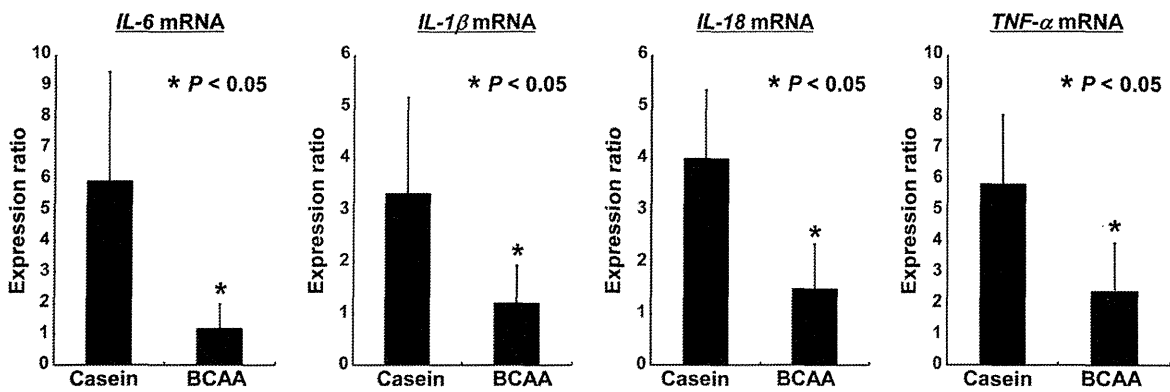 IL-6 mRNA
Expression ratio
10
9
8
7
6
5
4
3
2
1
0
* P < 0.05
*
Casein BCAA
IL-1β mRNA
Expression ratio
6
5
4
3
2
1
0
* P < 0.05
*
Casein BCAA
IL-18 mRNA
Expression ratio
6
5
4
3
2
1
0
* P < 0.05
*
Casein BCAA
TNF-α mRNA
Expression ratio
10
9
8
7
6
5
4
3
2
1
0
* P < 0.05
*
Casein BCAA